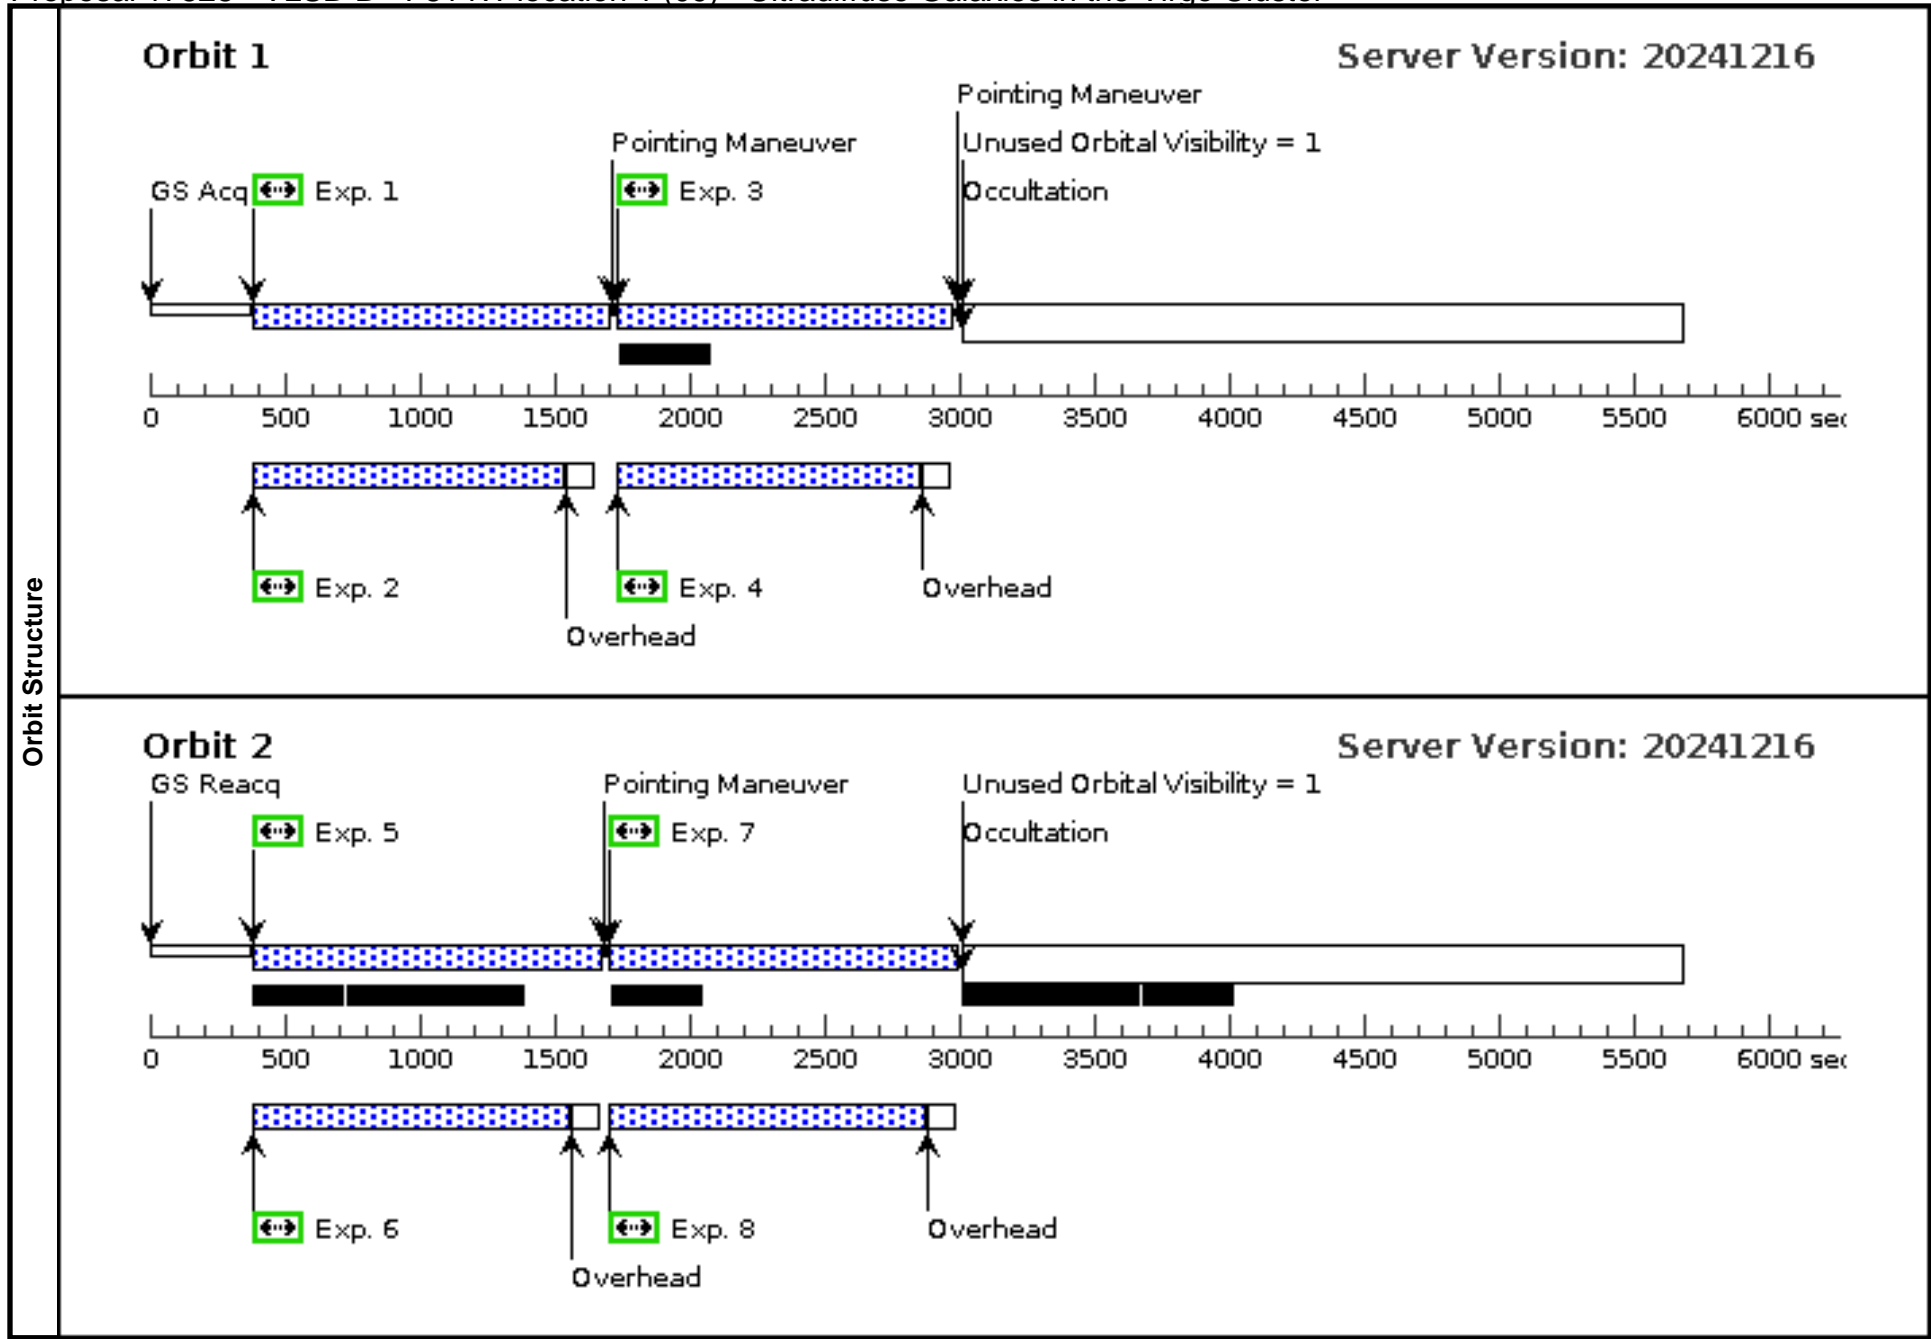 Orbit Structure
Orbit 1
Server Version: 20241216
Pointing Maneuver
Pointing Maneuver
Unused Orbital Visibility = 1
GS Acq
Exp. 1
Exp. 3
Occultation
0 500 1000 1500 2000 2500 3000 3500 4000 4500 5000 5500 6000 sec
Exp. 2
Exp. 4
Overhead
Overhead
Orbit 2
Server Version: 20241216
GS Reacq
Pointing Maneuver
Unused Orbital Visibility = 1
Exp. 5
Exp. 7
Occultation
0 500 1000 1500 2000 2500 3000 3500 4000 4500 5000 5500 6000 sec
Exp. 6
Exp. 8
Overhead
Overhead